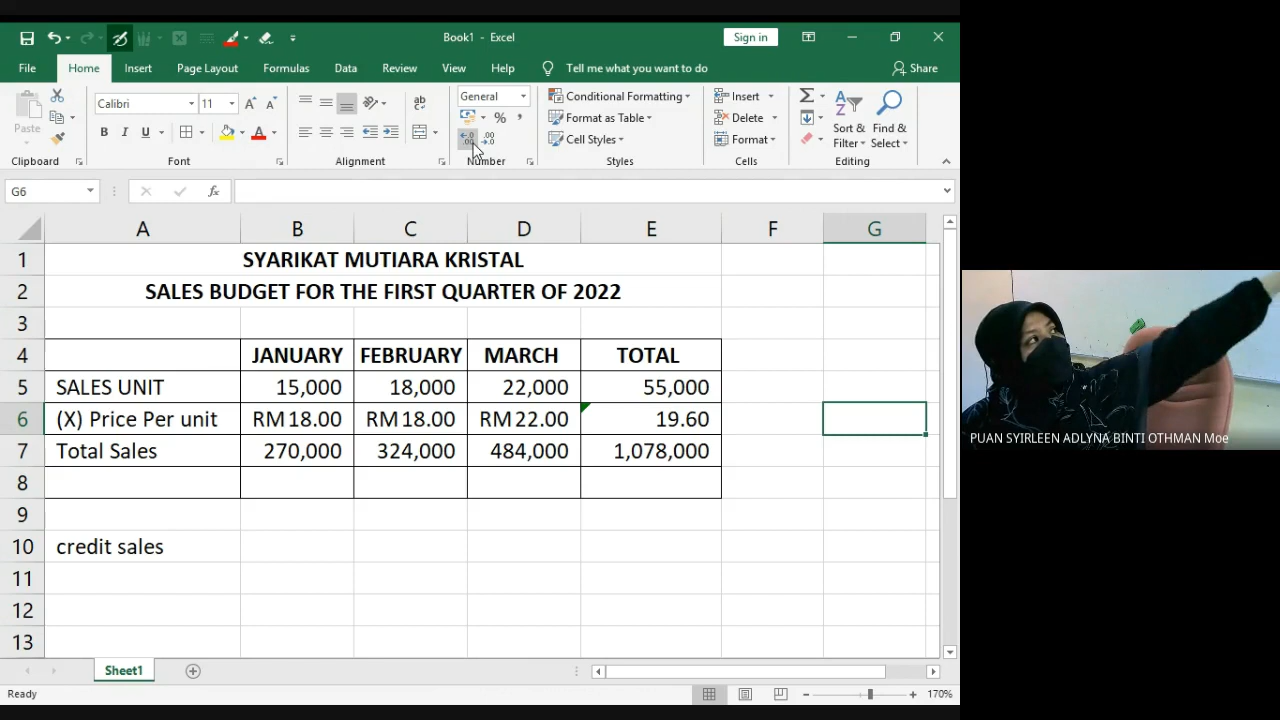 Book1 - Excel
Sign in
File Home Insert Page Layout Formulas Data Review View Help Tell me what you want to do Share
Paste
Calibri 11
B I U
ab c
General
% ,
Conditional Formatting
Format as Table
Cell Styles
Insert
Delete
Format
Sort & Filter
Find & Select
Clipboard Font Alignment Number Styles Cells Editing
G6 fx
A B C D E F G
1 SYARIKAT MUTIARA KRISTAL
2 SALES BUDGET FOR THE FIRST QUARTER OF 2022
3
4 JANUARY FEBRUARY MARCH TOTAL
5 SALES UNIT 15,000 18,000 22,000 55,000
6 (X) Price Per unit RM18.00 RM18.00 RM22.00 19.60
7 Total Sales 270,000 324,000 484,000 1,078,000
8
9
10 credit sales
11
12
13
Sheet1
Ready 170%
PUAN SYIRLEEN ADLYNA BINTI OTHMAN Moe